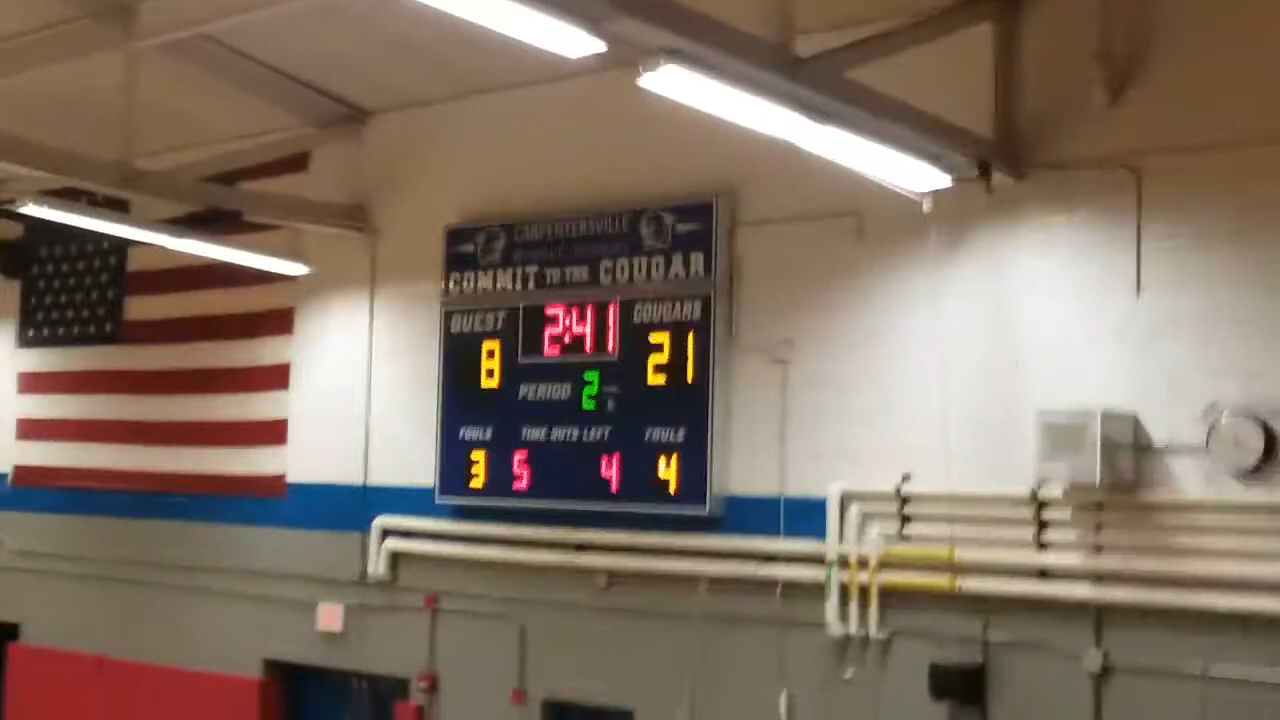 CARPENTERSVILLE
COMMIT TO THE COUGAR
GUEST 2:41 COUGARS
8 21
PERIOD 2
FOULS TIME OUTS LEFT FOULS
3 5 4 4